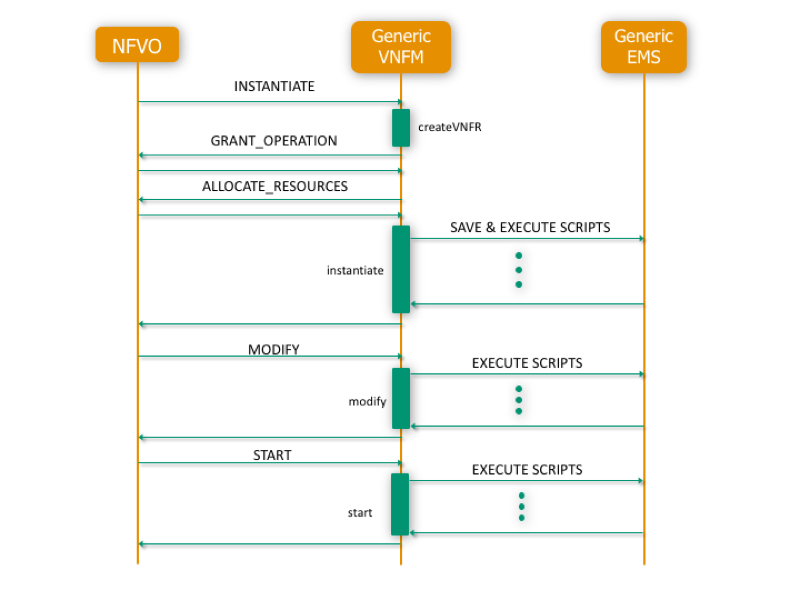 NFVO
Generic
VNFM
Generic
EMS
INSTANTIATE
createVNFR
GRANT_OPERATION
ALLOCATE_RESOURCES
SAVE & EXECUTE SCRIPTS
instantiate
MODIFY
EXECUTE SCRIPTS
modify
START
EXECUTE SCRIPTS
start